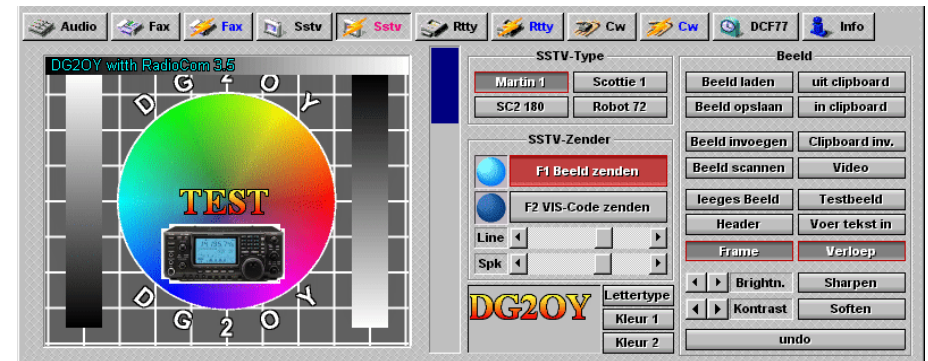 Audio Fax Fax Sstv Sstv Rtty Rtty Cw Cw DCF77 Info
DG2OY witth RadioCom 3.5
D G 2 O Y
TEST
D G 2 O Y
SSTV-Type
Martin 1 Scottie 1
SC2 180 Robot 72
SSTV-Zender
F1 Beeld zenden
F2 VIS-Code zenden
Line
Spk
DG2OY
Lettertype
Kleur 1
Kleur 2
Beeld
Beeld laden uit clipboard
Beeld opslaan in clipboard
Beeld invoegen Clipboard inv.
Beeld scannen Video
leeges Beeld Testbeeld
Header Voer tekst in
Frame Verloep
Brightn. Sharpen
Kontrast Soften
undo